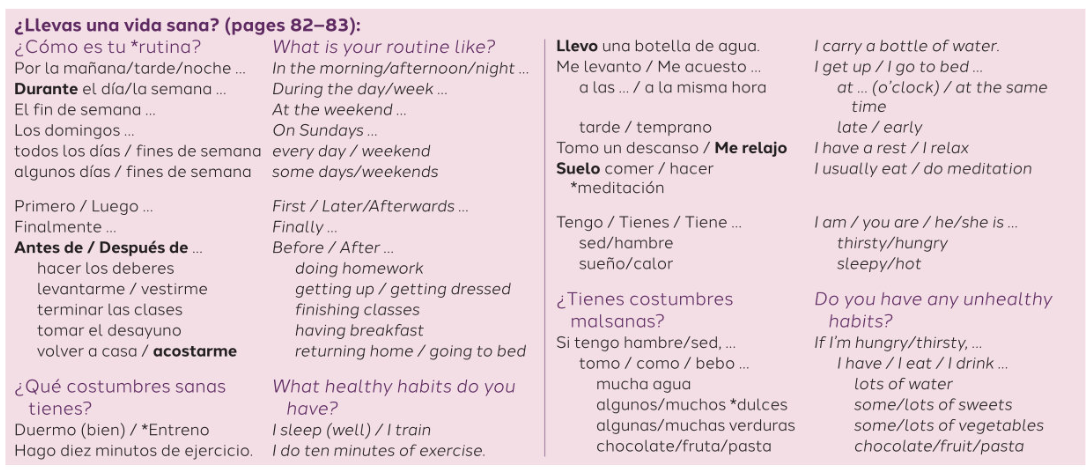 ¿Llevas una vida sana? (pages 82–83):
¿Cómo es tu *rutina? What is your routine like?
Por la mañana/tarde/noche ... In the morning/afternoon/night ...
Durante el día/la semana ... During the day/week ...
El fin de semana ... At the weekend ...
Los domingos ... On Sundays ...
todos los días / fines de semana every day / weekend
algunos días / fines de semana some days/weekends
Primero / Luego ... First / Later/Afterwards ...
Finalmente ... Finally ...
Antes de / Después de ... Before / After ...
hacer los deberes doing homework
levantarme / vestirme getting up / getting dressed
terminar las clases finishing classes
tomar el desayuno having breakfast
volver a casa / acostarme returning home / going to bed
¿Qué costumbres sanas What healthy habits do you
tienes? have?
Duermo (bien) / *Entreno I sleep (well) / I train
Hago diez minutos de ejercicio. I do ten minutes of exercise.
Llevo una botella de agua. I carry a bottle of water.
Me levanto / Me acuesto ... I get up / I go to bed ...
a las ... / a la misma hora at ... (o'clock) / at the same
time
tarde / temprano late / early
Tomo un descanso / Me relajo I have a rest / I relax
Suelo comer / hacer I usually eat / do meditation
*meditación
Tengo / Tienes / Tiene ... I am / you are / he/she is ...
sed/hambre thirsty/hungry
sueño/calor sleepy/hot
¿Tienes costumbres Do you have any unhealthy
malsanas? habits?
Si tengo hambre/sed, ... If I'm hungry/thirsty, ...
tomo / como / bebo ... I have / I eat / I drink ...
mucha agua lots of water
algunos/muchos *dulces some/lots of sweets
algunas/muchas verduras some/lots of vegetables
chocolate/fruta/pasta chocolate/fruit/pasta